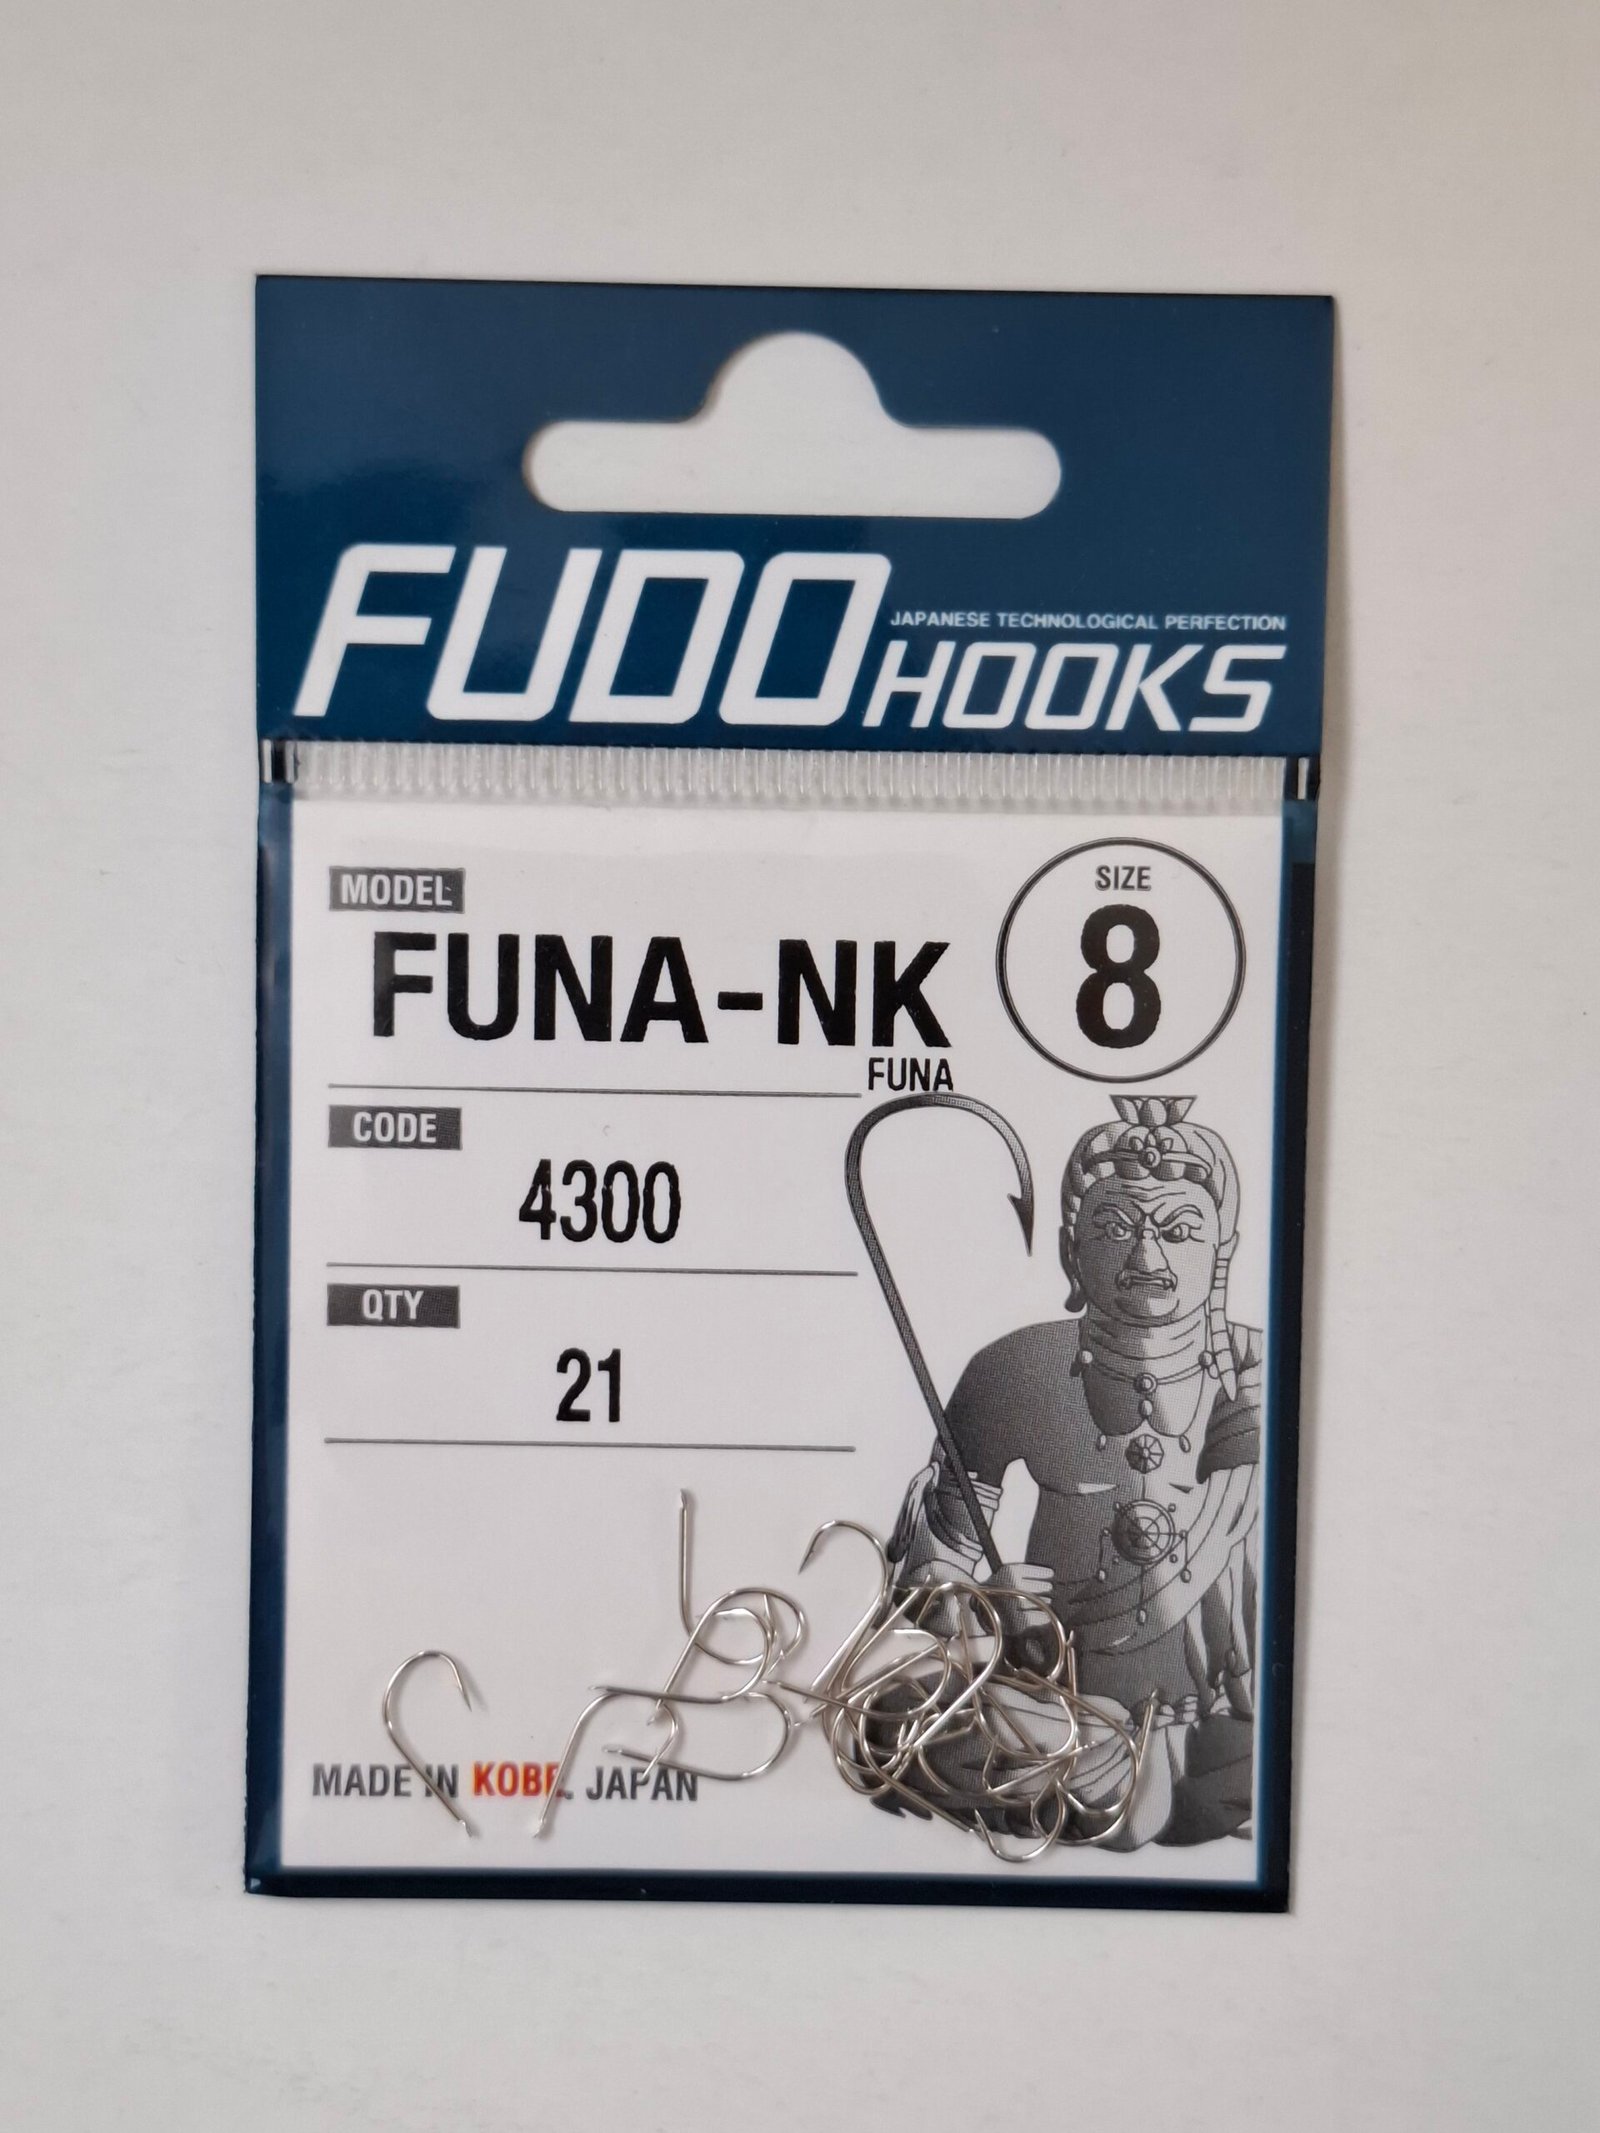 FUDO
JAPANESE TECHNOLOGICAL PERFECTION
HOOKS
MODEL
FUNA-NK
SIZE
8
FUNA
CODE
4300
QTY
21
MADE IN KOBE, JAPAN